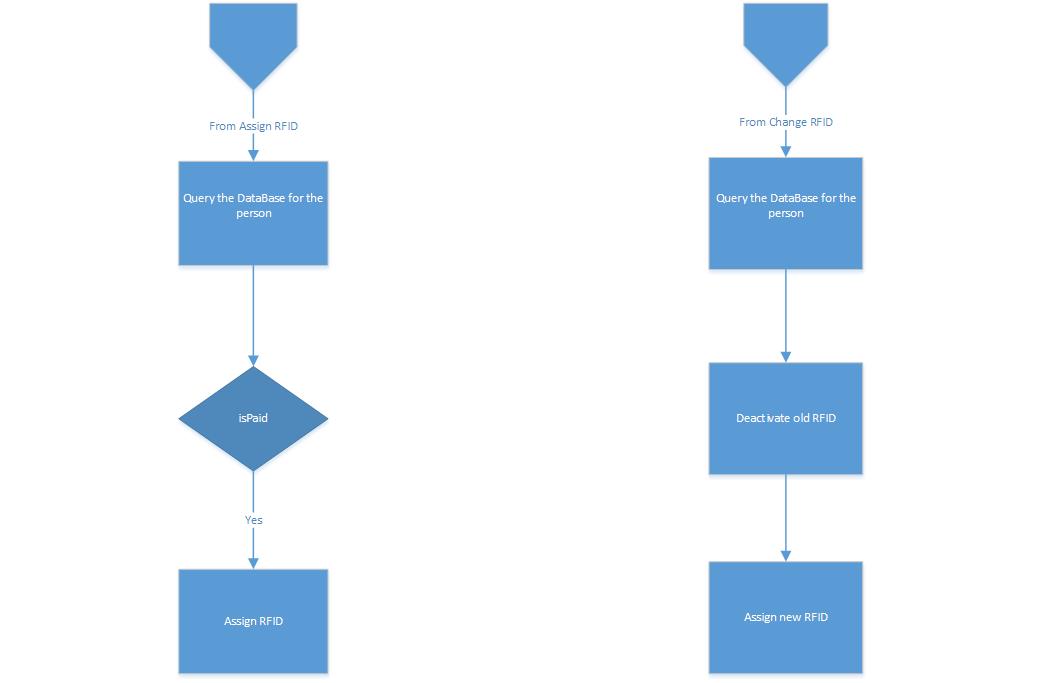 From Assign RFID
Query the DataBase for the
person
isPaid
Yes
Assign RFID
From Change RFID
Query the DataBase for the
person
Deactivate old RFID
Assign new RFID